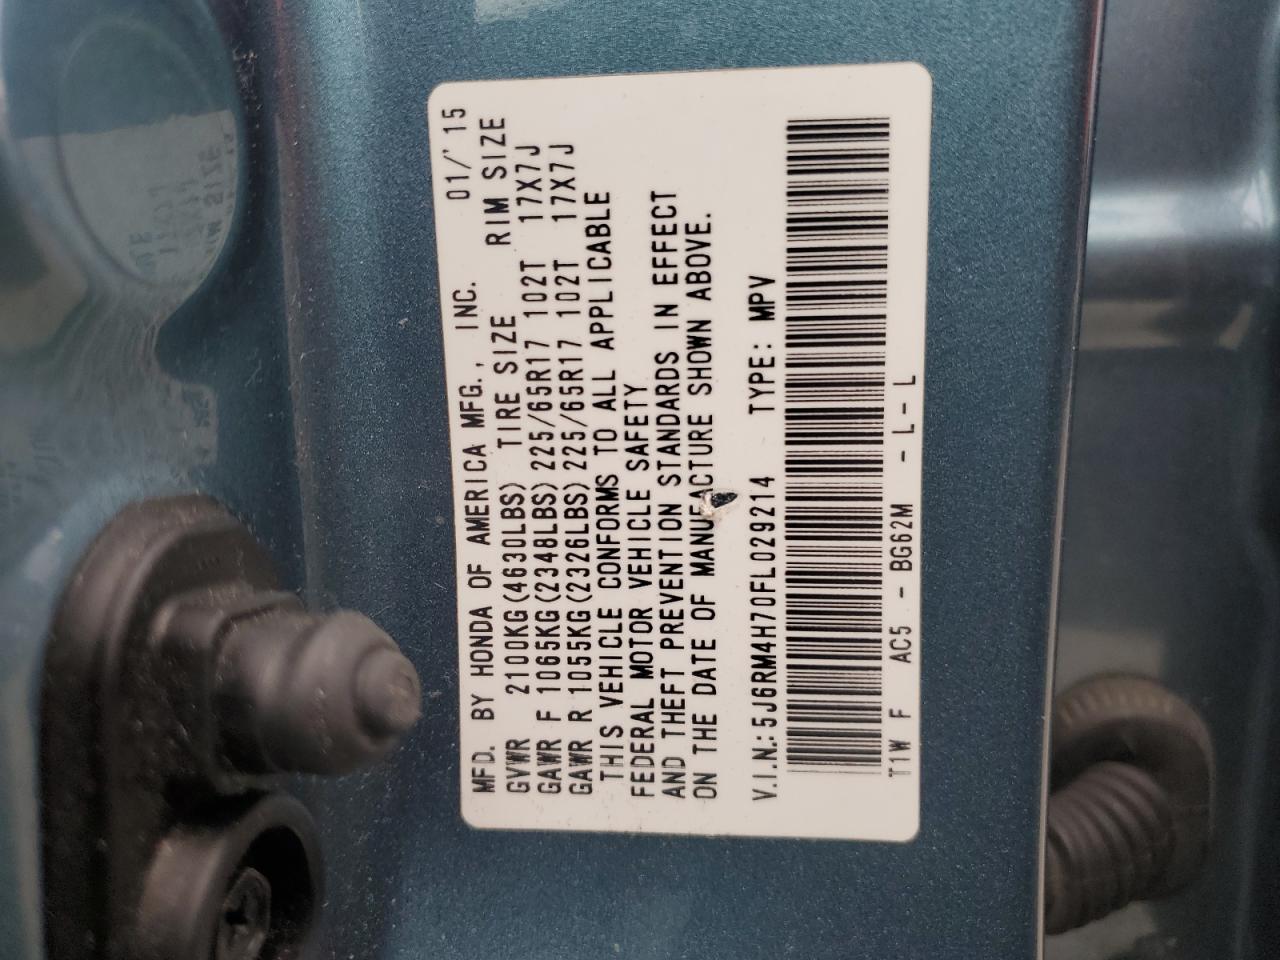 MFD. BY HONDA OF AMERICA MFG., INC. 01/'15
GVWR 2100KG(4630LBS) TIRE SIZE RIM SIZE
GAWR F 1065KG(2348LBS) 225/65R17 102T 17X7J
GAWR R 1055KG(2326LBS) 225/65R17 102T 17X7J
THIS VEHICLE CONFORMS TO ALL APPLICABLE
FEDERAL MOTOR VEHICLE SAFETY
AND THEFT PREVENTION STANDARDS IN EFFECT
ON THE DATE OF MANUFACTURE SHOWN ABOVE.
V.I.N.: 5J6RM4H70FL029214 TYPE: MPV
T1W F AC5 - BG62M - L - L